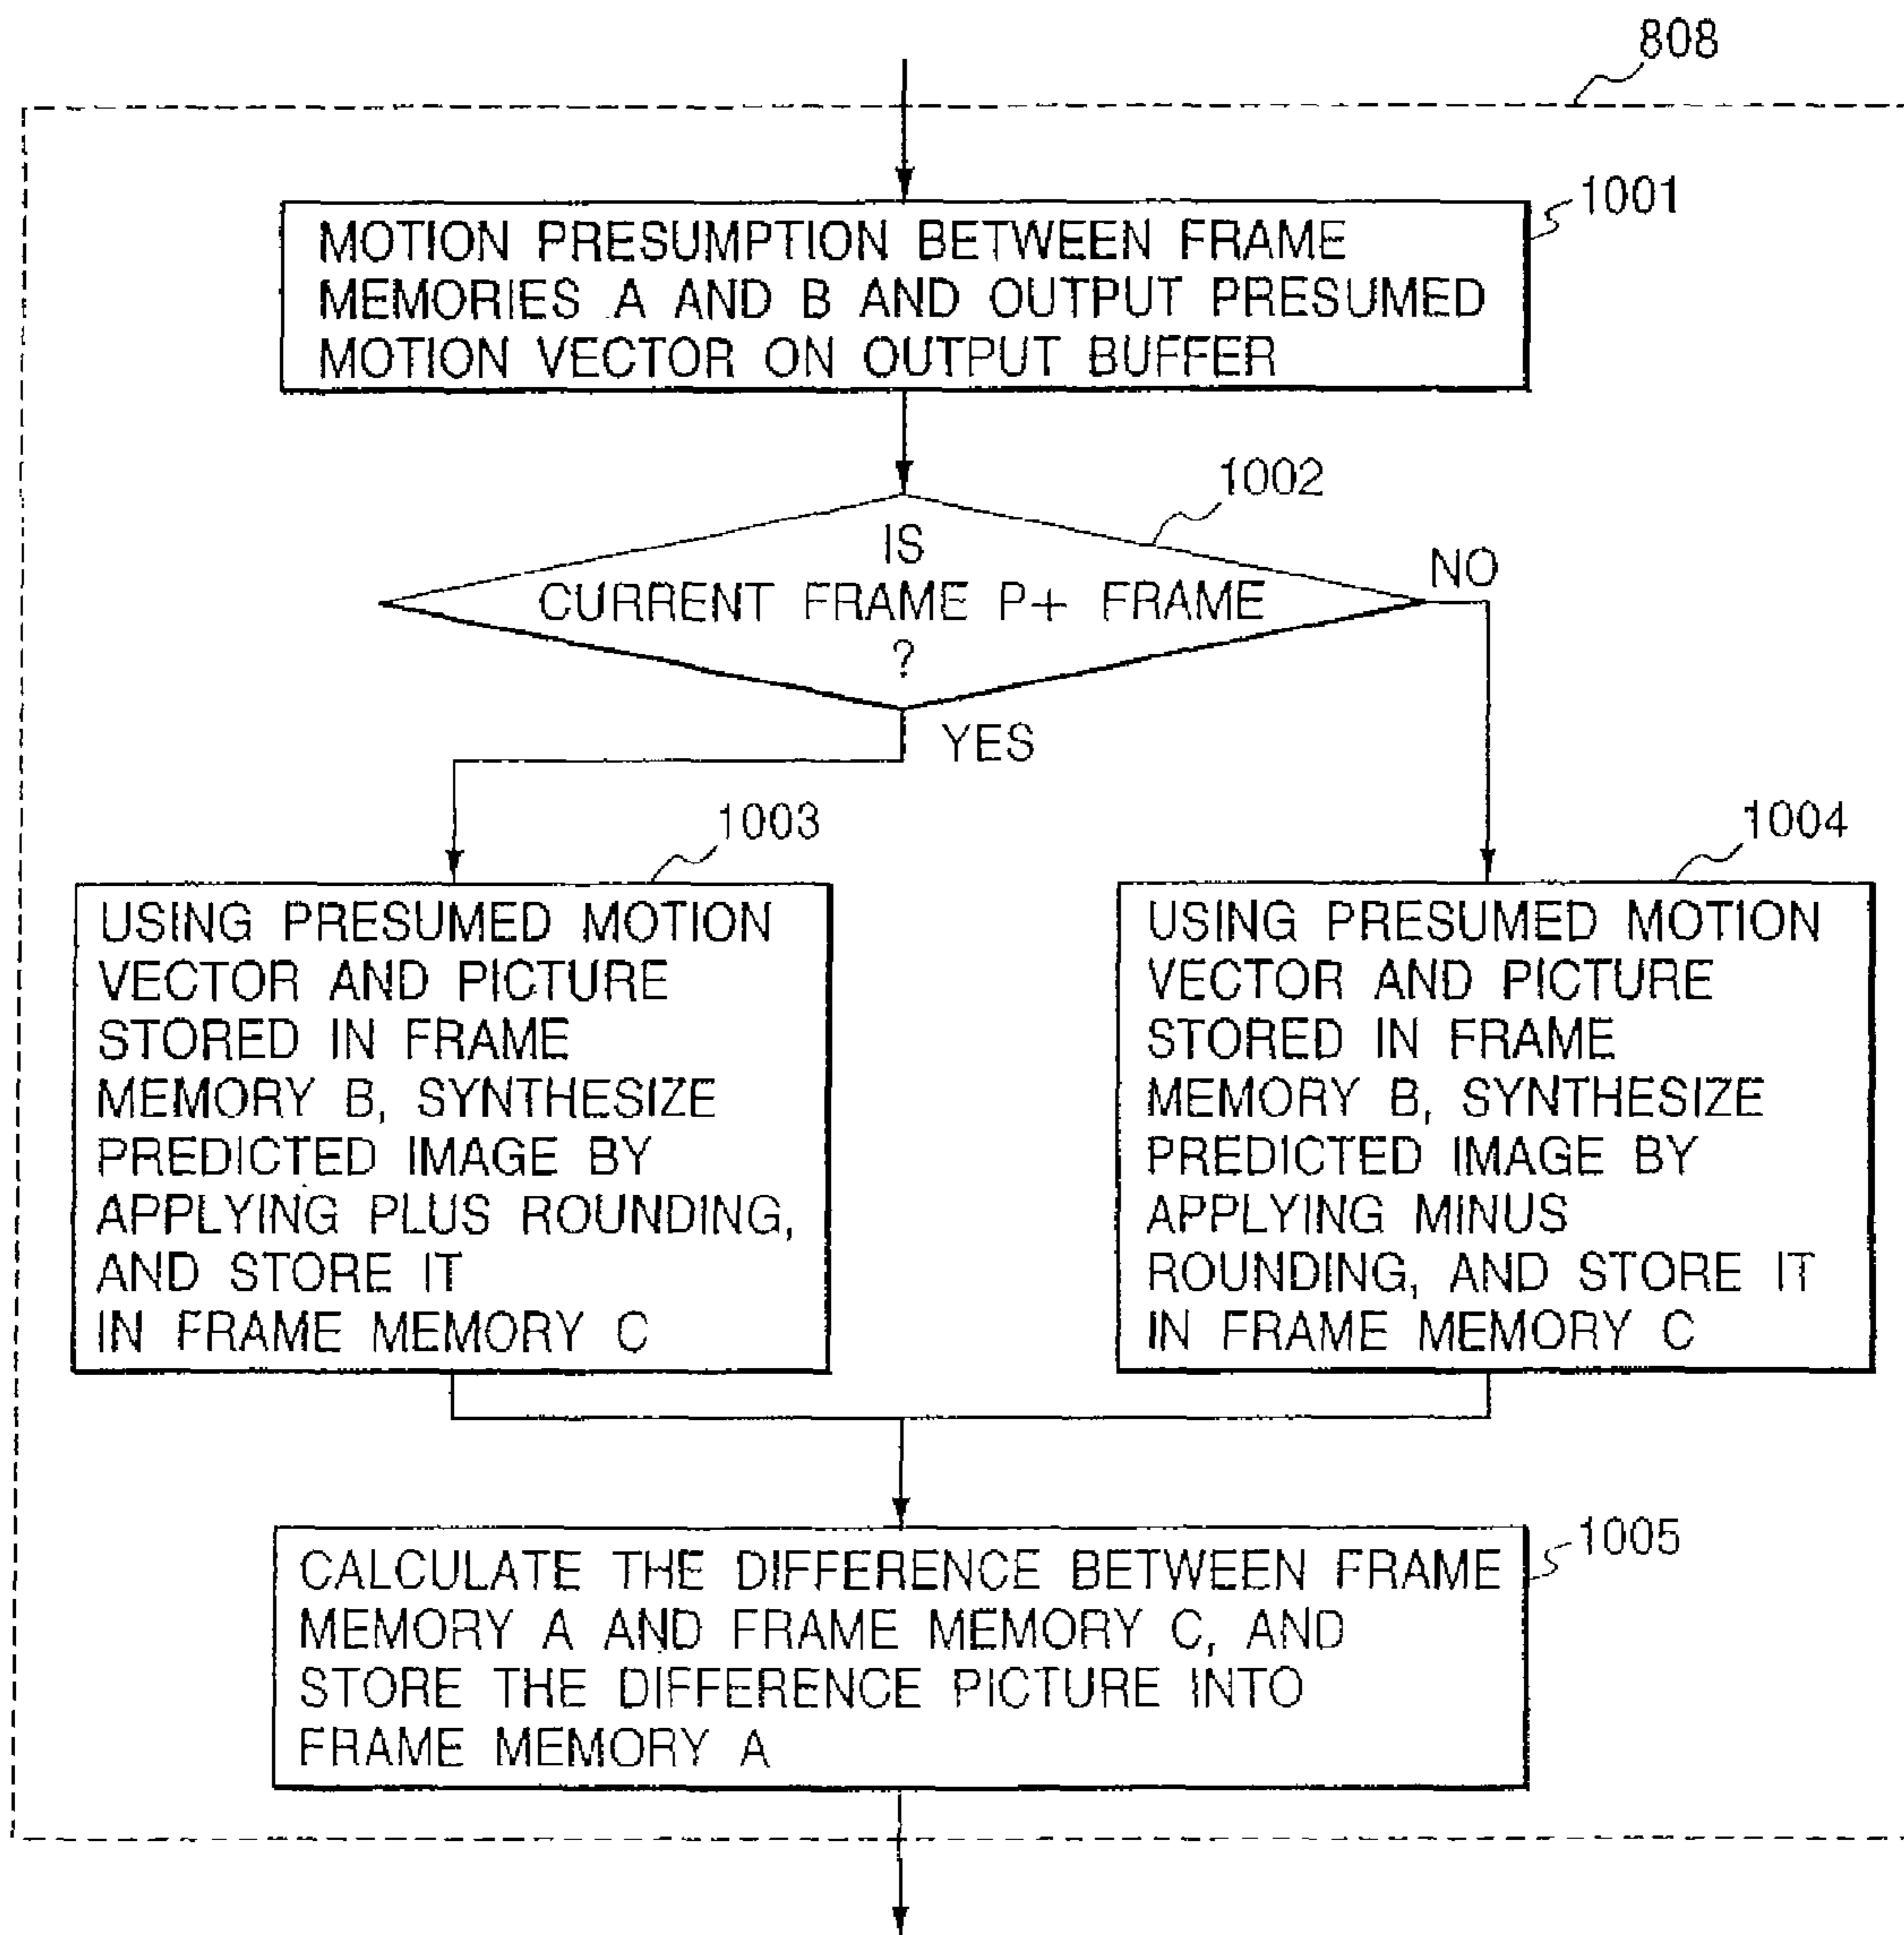 808
1001
MOTION PRESUMPTION BETWEEN FRAME
MEMORIES A AND B AND OUTPUT PRESUMED
MOTION VECTOR ON OUTPUT BUFFER
1002
IS
CURRENT FRAME P+ FRAME
?
NO
YES
1003
USING PRESUMED MOTION
VECTOR AND PICTURE
STORED IN FRAME
MEMORY B, SYNTHESIZE
PREDICTED IMAGE BY
APPLYING PLUS ROUNDING,
AND STORE IT
IN FRAME MEMORY C
1004
USING PRESUMED MOTION
VECTOR AND PICTURE
STORED IN FRAME
MEMORY B, SYNTHESIZE
PREDICTED IMAGE BY
APPLYING MINUS
ROUNDING, AND STORE IT
IN FRAME MEMORY C
1005
CALCULATE THE DIFFERENCE BETWEEN FRAME
MEMORY A AND FRAME MEMORY C, AND
STORE THE DIFFERENCE PICTURE INTO
FRAME MEMORY A